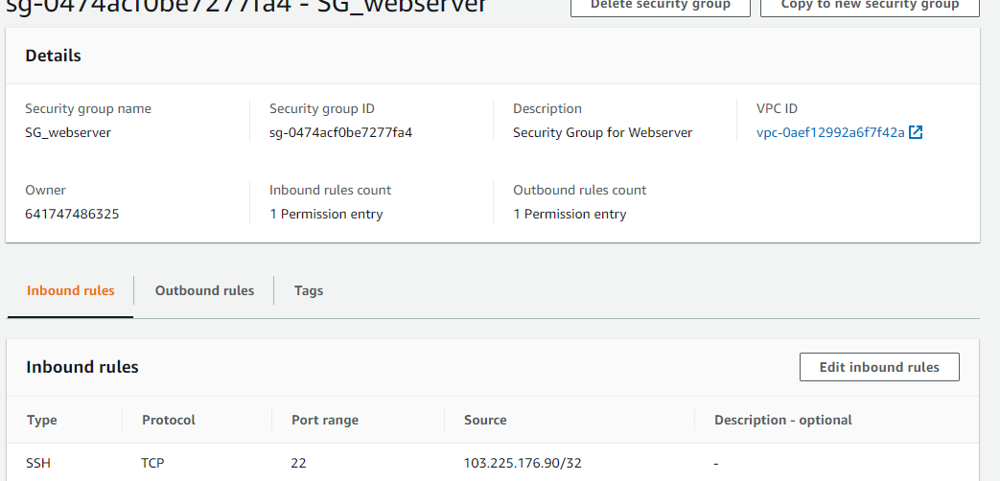 sg-0474acf0be7277fa4 - SG_webserver
Delete security group
Copy to new security group
Details
Security group name
Security group ID
Description
VPC ID
SG_webserver
sg-0474acf0be7277fa4
Security Group for Webserver
vpc-0aef12992a6f7f42a
Owner
Inbound rules count
Outbound rules count
641747486325
1 Permission entry
1 Permission entry
Inbound rules
Outbound rules
Tags
Inbound rules
Edit inbound rules
Type
Protocol
Port range
Source
Description - optional
SSH
TCP
22
103.225.176.90/32
-